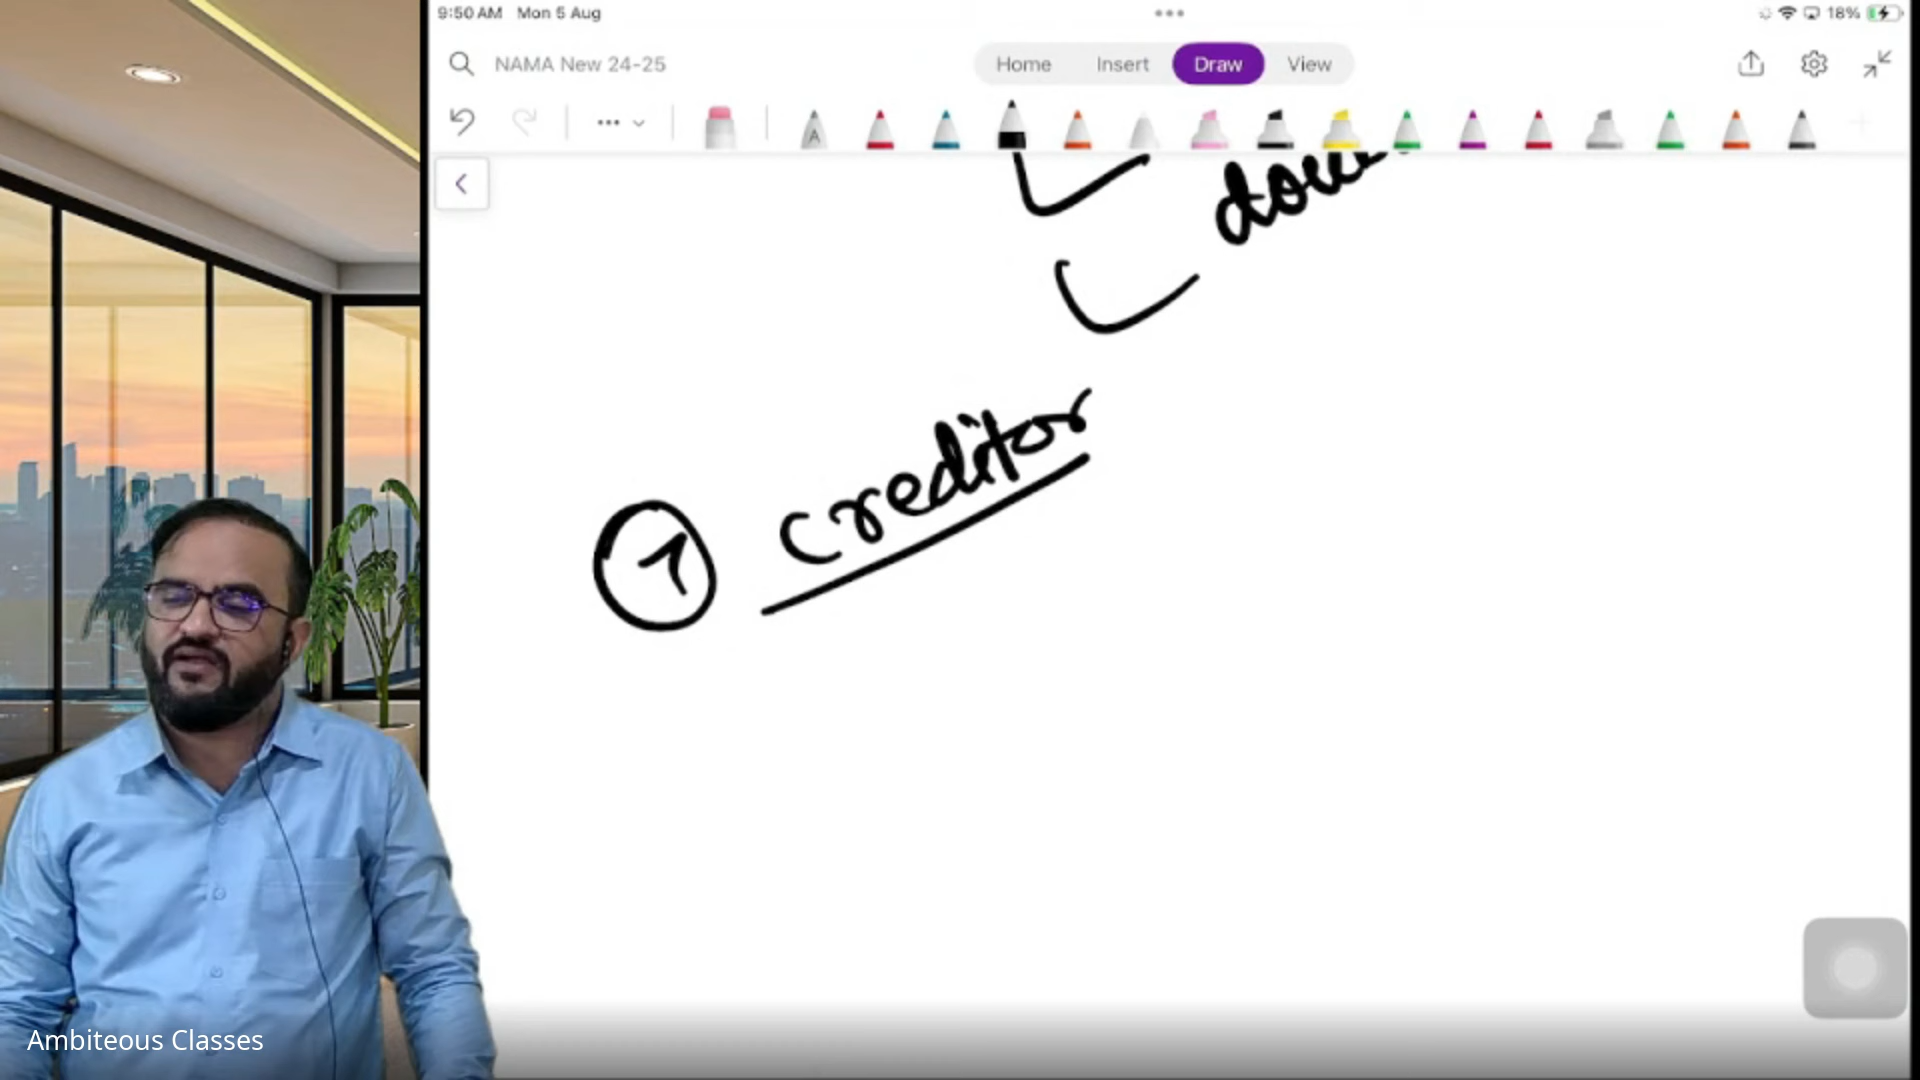 9:50 AM Mon 5 Aug
18%
NAMA New 24-25
Home Insert Draw View
A
7 creditor
Ambiteous Classes